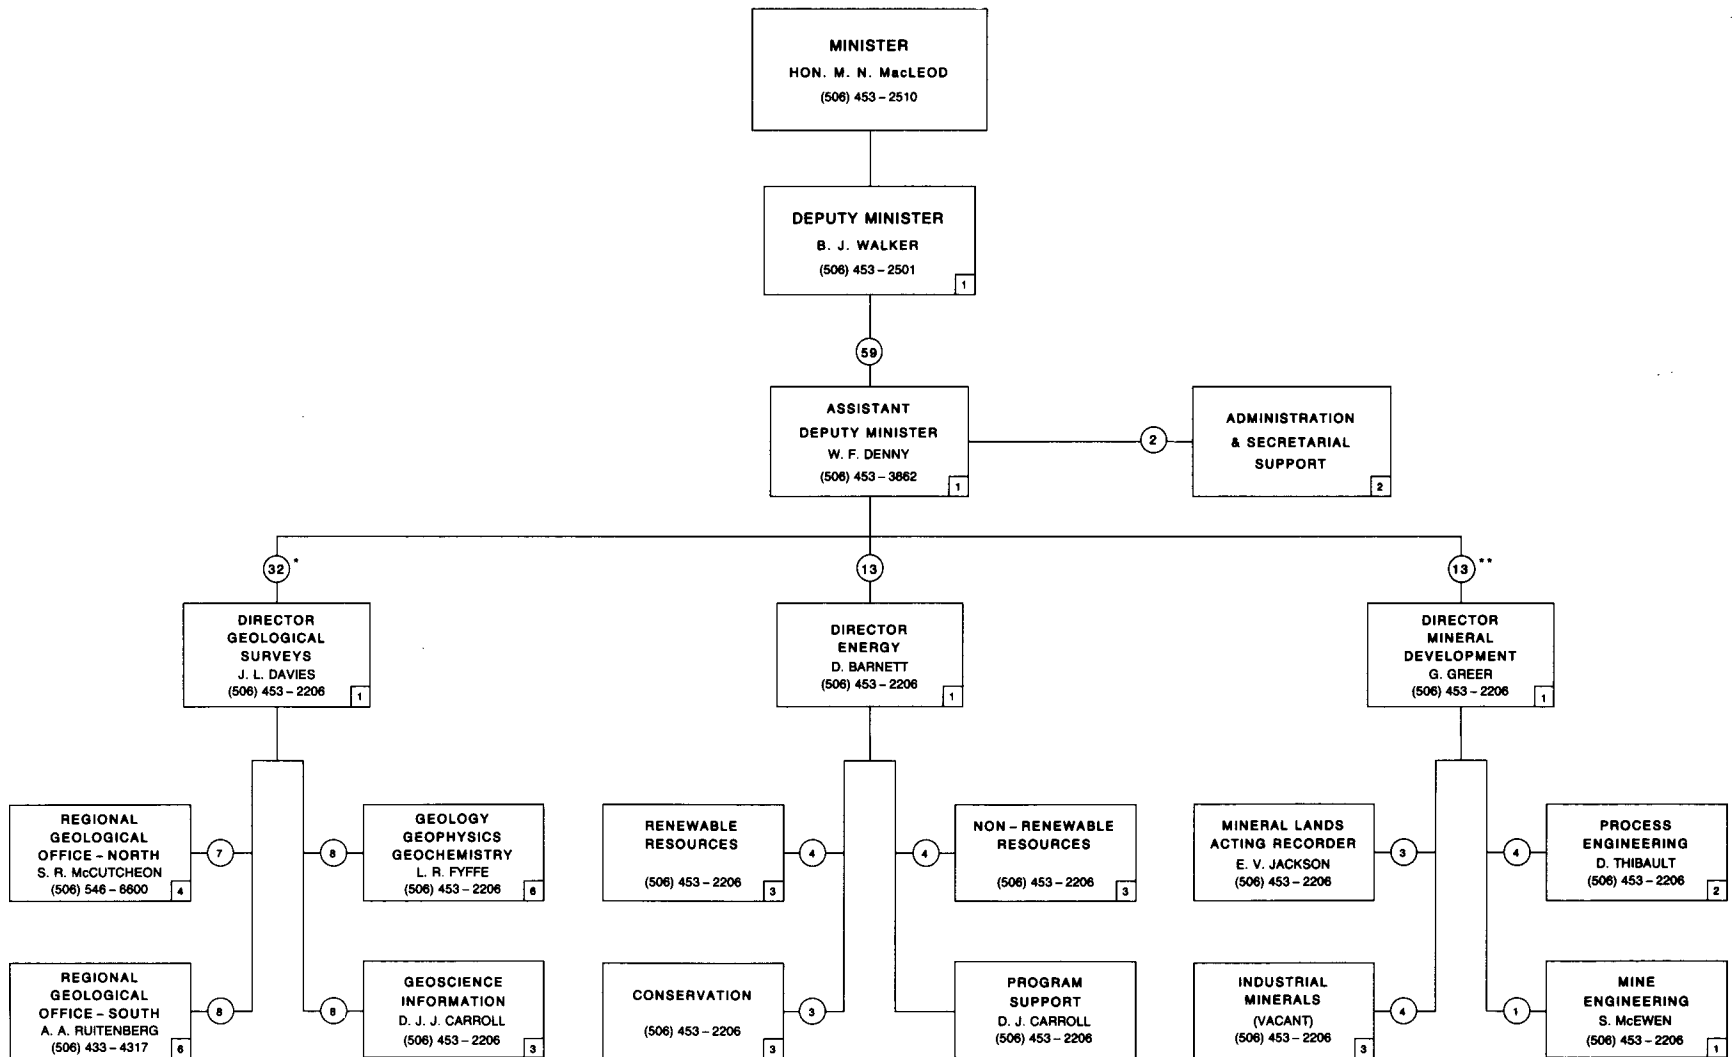 MINISTER
HON. M. N. MacLEOD
(506) 453 – 2510
DEPUTY MINISTER
B. J. WALKER
(506) 453 – 2501
1
59
ASSISTANT
DEPUTY MINISTER
W. F. DENNY
(506) 453 – 3862
1
2
ADMINISTRATION
& SECRETARIAL
SUPPORT
2
32 *
13
13 **
DIRECTOR
GEOLOGICAL
SURVEYS
J. L. DAVIES
(506) 453 – 2206
1
DIRECTOR
ENERGY
D. BARNETT
(506) 453 – 2206
1
DIRECTOR
MINERAL
DEVELOPMENT
G. GREER
(506) 453 – 2206
1
REGIONAL
GEOLOGICAL
OFFICE – NORTH
S. R. McCUTCHEON
(506) 546 – 6600
4
7
8
GEOLOGY
GEOPHYSICS
GEOCHEMISTRY
L. R. FYFFE
(506) 453 – 2206
6
RENEWABLE
RESOURCES
(506) 453 – 2206
3
4
4
NON – RENEWABLE
RESOURCES
(506) 453 – 2206
3
MINERAL LANDS
ACTING RECORDER
E. V. JACKSON
(506) 453 – 2206
3
4
PROCESS
ENGINEERING
D. THIBAULT
(506) 453 – 2206
2
REGIONAL
GEOLOGICAL
OFFICE – SOUTH
A. A. RUITENBERG
(506) 433 – 4317
6
8
8
GEOSCIENCE
INFORMATION
D. J. J. CARROLL
(506) 453 – 2206
3
CONSERVATION
(506) 453 – 2206
3
3
PROGRAM
SUPPORT
D. J. CARROLL
(506) 453 – 2206
INDUSTRIAL
MINERALS
(VACANT)
(506) 453 – 2206
3
4
1
MINE
ENGINEERING
S. McEWEN
(506) 453 – 2206
1